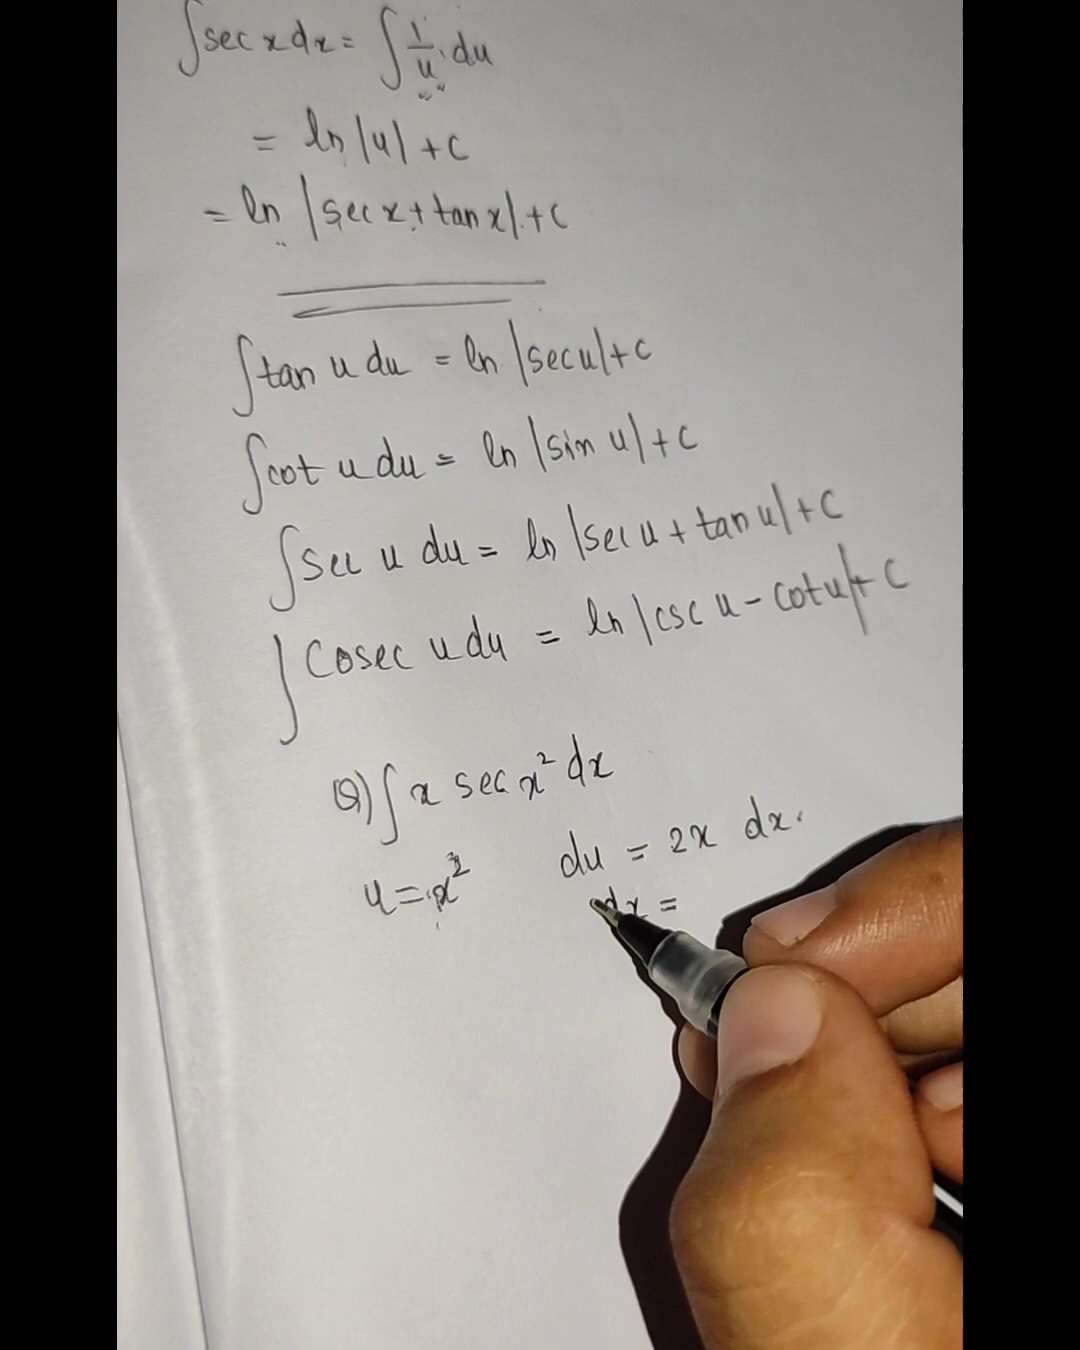 ∫sec x dx = ∫ 1/u . du
= ln |u| + c
= ln |sec x + tan x| + c
∫tan u du = ln |sec u| + c
∫cot u du = ln |sin u| + c
∫sec u du = ln |sec u + tan u| + c
∫cosec u du = ln |csc u - cot u| + c
Q) ∫ x sec x² dx
u = x² du = 2x dx.
dx =